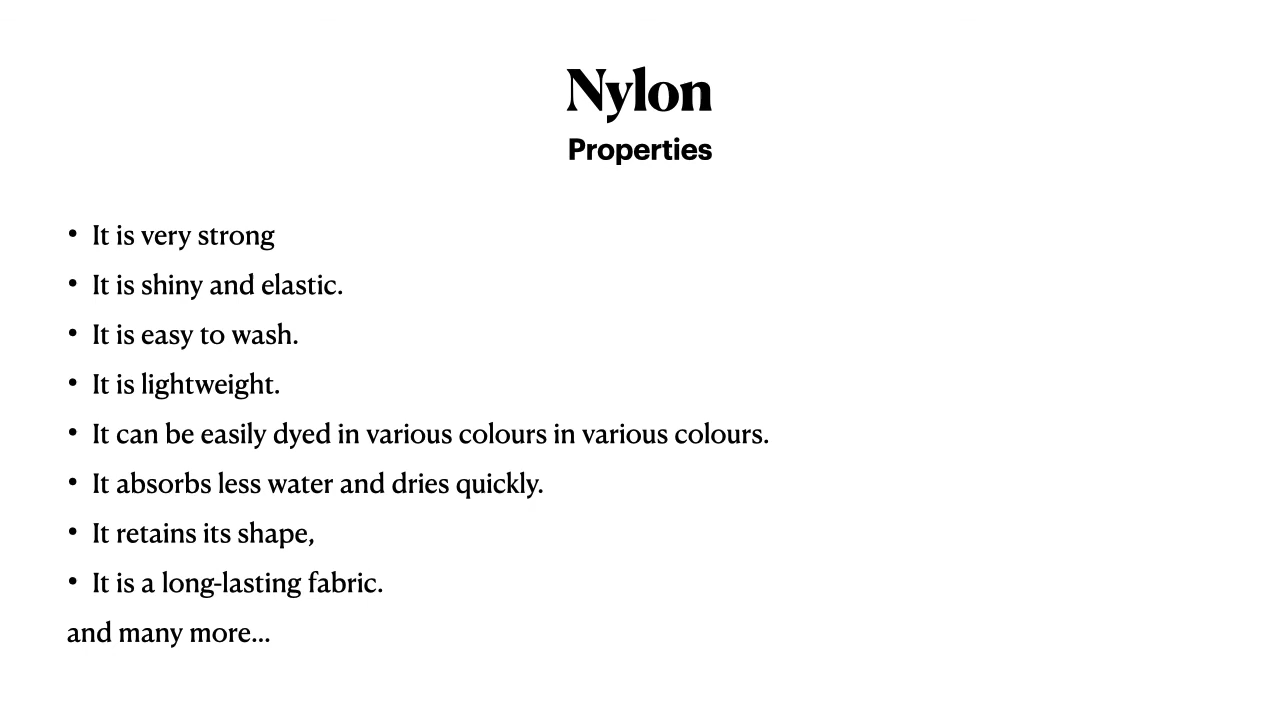 Nylon
Properties
• It is very strong
• It is shiny and elastic.
• It is easy to wash.
• It is lightweight.
• It can be easily dyed in various colours in various colours.
• It absorbs less water and dries quickly.
• It retains its shape,
• It is a long-lasting fabric.
and many more...